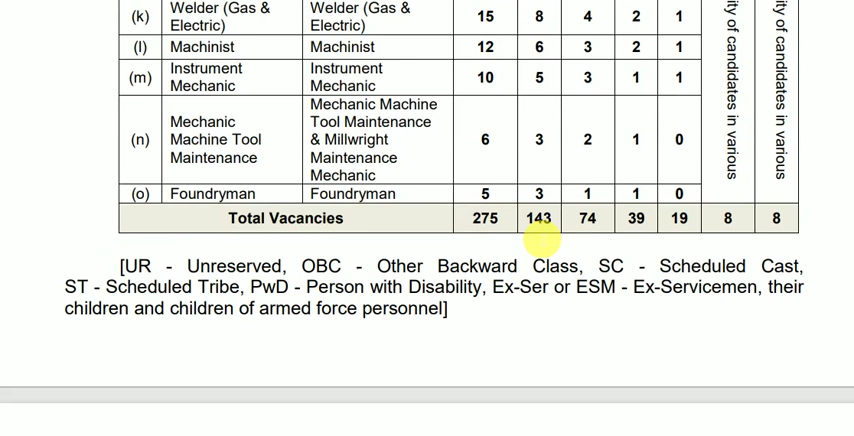 (k) Welder (Gas & Electric) Welder (Gas & Electric) 15 8 4 2 1
(l) Machinist Machinist 12 6 3 2 1
(m) Instrument Mechanic Instrument Mechanic 10 5 3 1 1
(n) Mechanic Machine Tool Maintenance Mechanic Machine Tool Maintenance & Millwright Maintenance Mechanic 6 3 2 1 0
(o) Foundryman Foundryman 5 3 1 1 0
ity of candidates in various
ity of candidates in various
Total Vacancies 275 143 74 39 19 8 8
[UR - Unreserved, OBC - Other Backward Class, SC - Scheduled Cast,
ST - Scheduled Tribe, PwD - Person with Disability, Ex-Ser or ESM - Ex-Servicemen, their
children and children of armed force personnel]